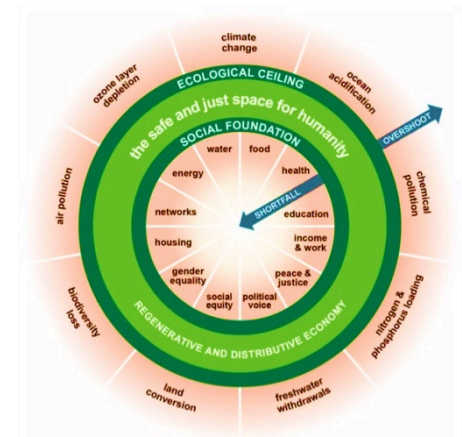 climate
change
ocean
acidification
chemical
pollution
nitrogen &
phosphorus loading
freshwater
withdrawals
land
conversion
biodiversity
loss
air pollution
ozone layer
depletion
ECOLOGICAL CEILING
the safe and just space for humanity
SOCIAL FOUNDATION
OVERSHOOT
SHORTFALL
water
food
health
education
income
& work
peace &
justice
political
voice
social
equity
gender
equality
housing
networks
energy
REGENERATIVE AND DISTRIBUTIVE ECONOMY